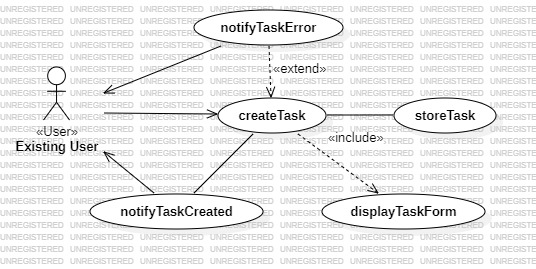 notifyTaskError
«extend»
createTask
storeTask
«User»
Existing User
«include»
notifyTaskCreated
displayTaskForm
UNREGISTERED